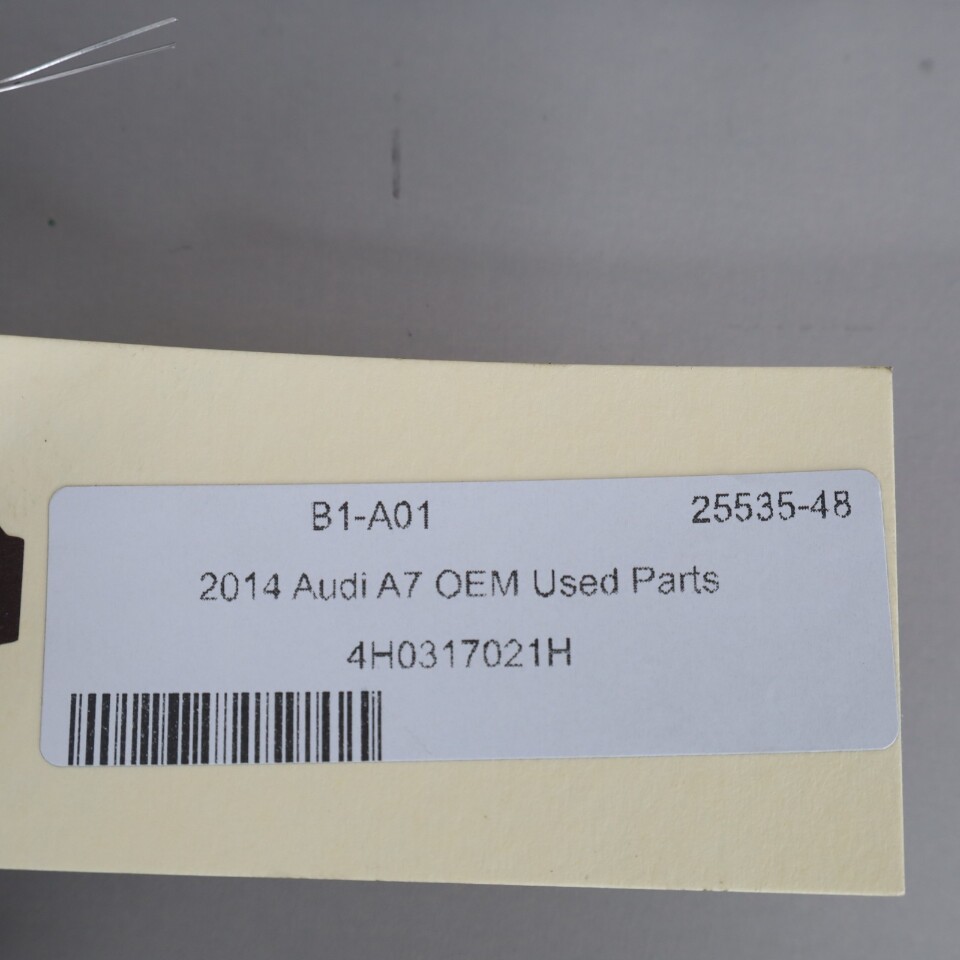 B1-A01 25535-48
2014 Audi A7 OEM Used Parts
4H0317021H